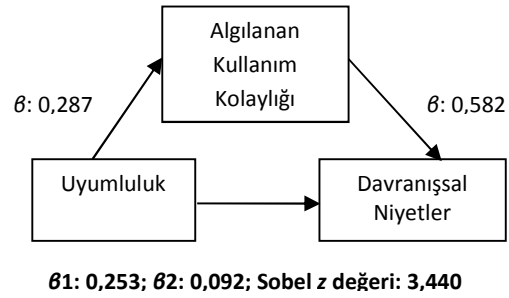 Algılanan
Kullanım
Kolaylığı
β: 0,287
β: 0,582
Uyumluluk
Davranışsal
Niyetler
β1: 0,253; β2: 0,092; Sobel z değeri: 3,440